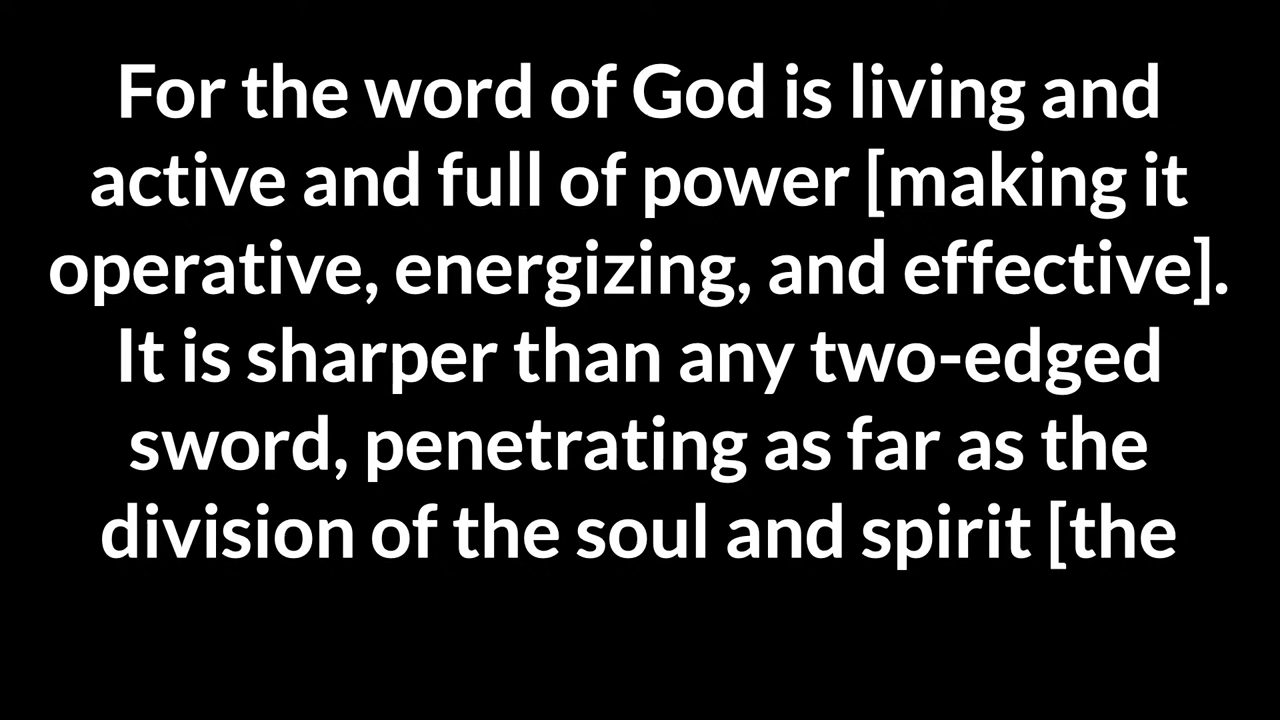 For the word of God is living and
active and full of power [making it
operative, energizing, and effective].
It is sharper than any two-edged
sword, penetrating as far as the
division of the soul and spirit [the